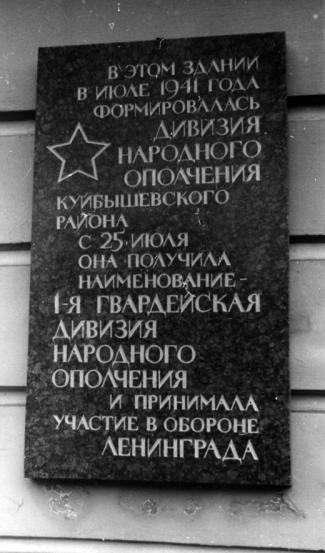 В ЭТОМ ЗДАНИИ
В ИЮЛЕ 1941 ГОДА
ФОРМИРОВАЛАСЬ
ДИВИЗИЯ
НАРОДНОГО
ОПОЛЧЕНИЯ
КУЙБЫШЕВСКОГО
РАЙОНА
С 25 ИЮЛЯ
ОНА ПОЛУЧИЛА
НАИМЕНОВАНИЕ-
1-Я ГВАРДЕЙСКАЯ
ДИВИЗИЯ
НАРОДНОГО
ОПОЛЧЕНИЯ
И ПРИНИМАЛА
УЧАСТИЕ В ОБОРОНЕ
ЛЕНИНГРАДА